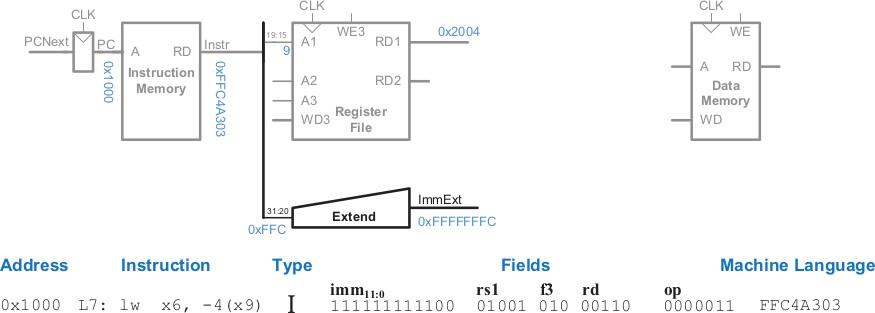 CLK CLK CLK
PCNext PC A RD Instr 19:15 A1 WE3 RD1 0x2004 WE
9
0x1000 Instruction Memory 0xFFC4A303 A2 RD2 A RD
A3 Data Memory
WD3 Register File WD
31:20 Extend ImmExt
0xFFC 0xFFFFFFFC
Address Instruction Type Fields Machine Language
imm11:0 rs1 f3 rd op
0x1000 L7: lw x6, -4(x9) I 111111111100 01001 010 00110 0000011 FFC4A303